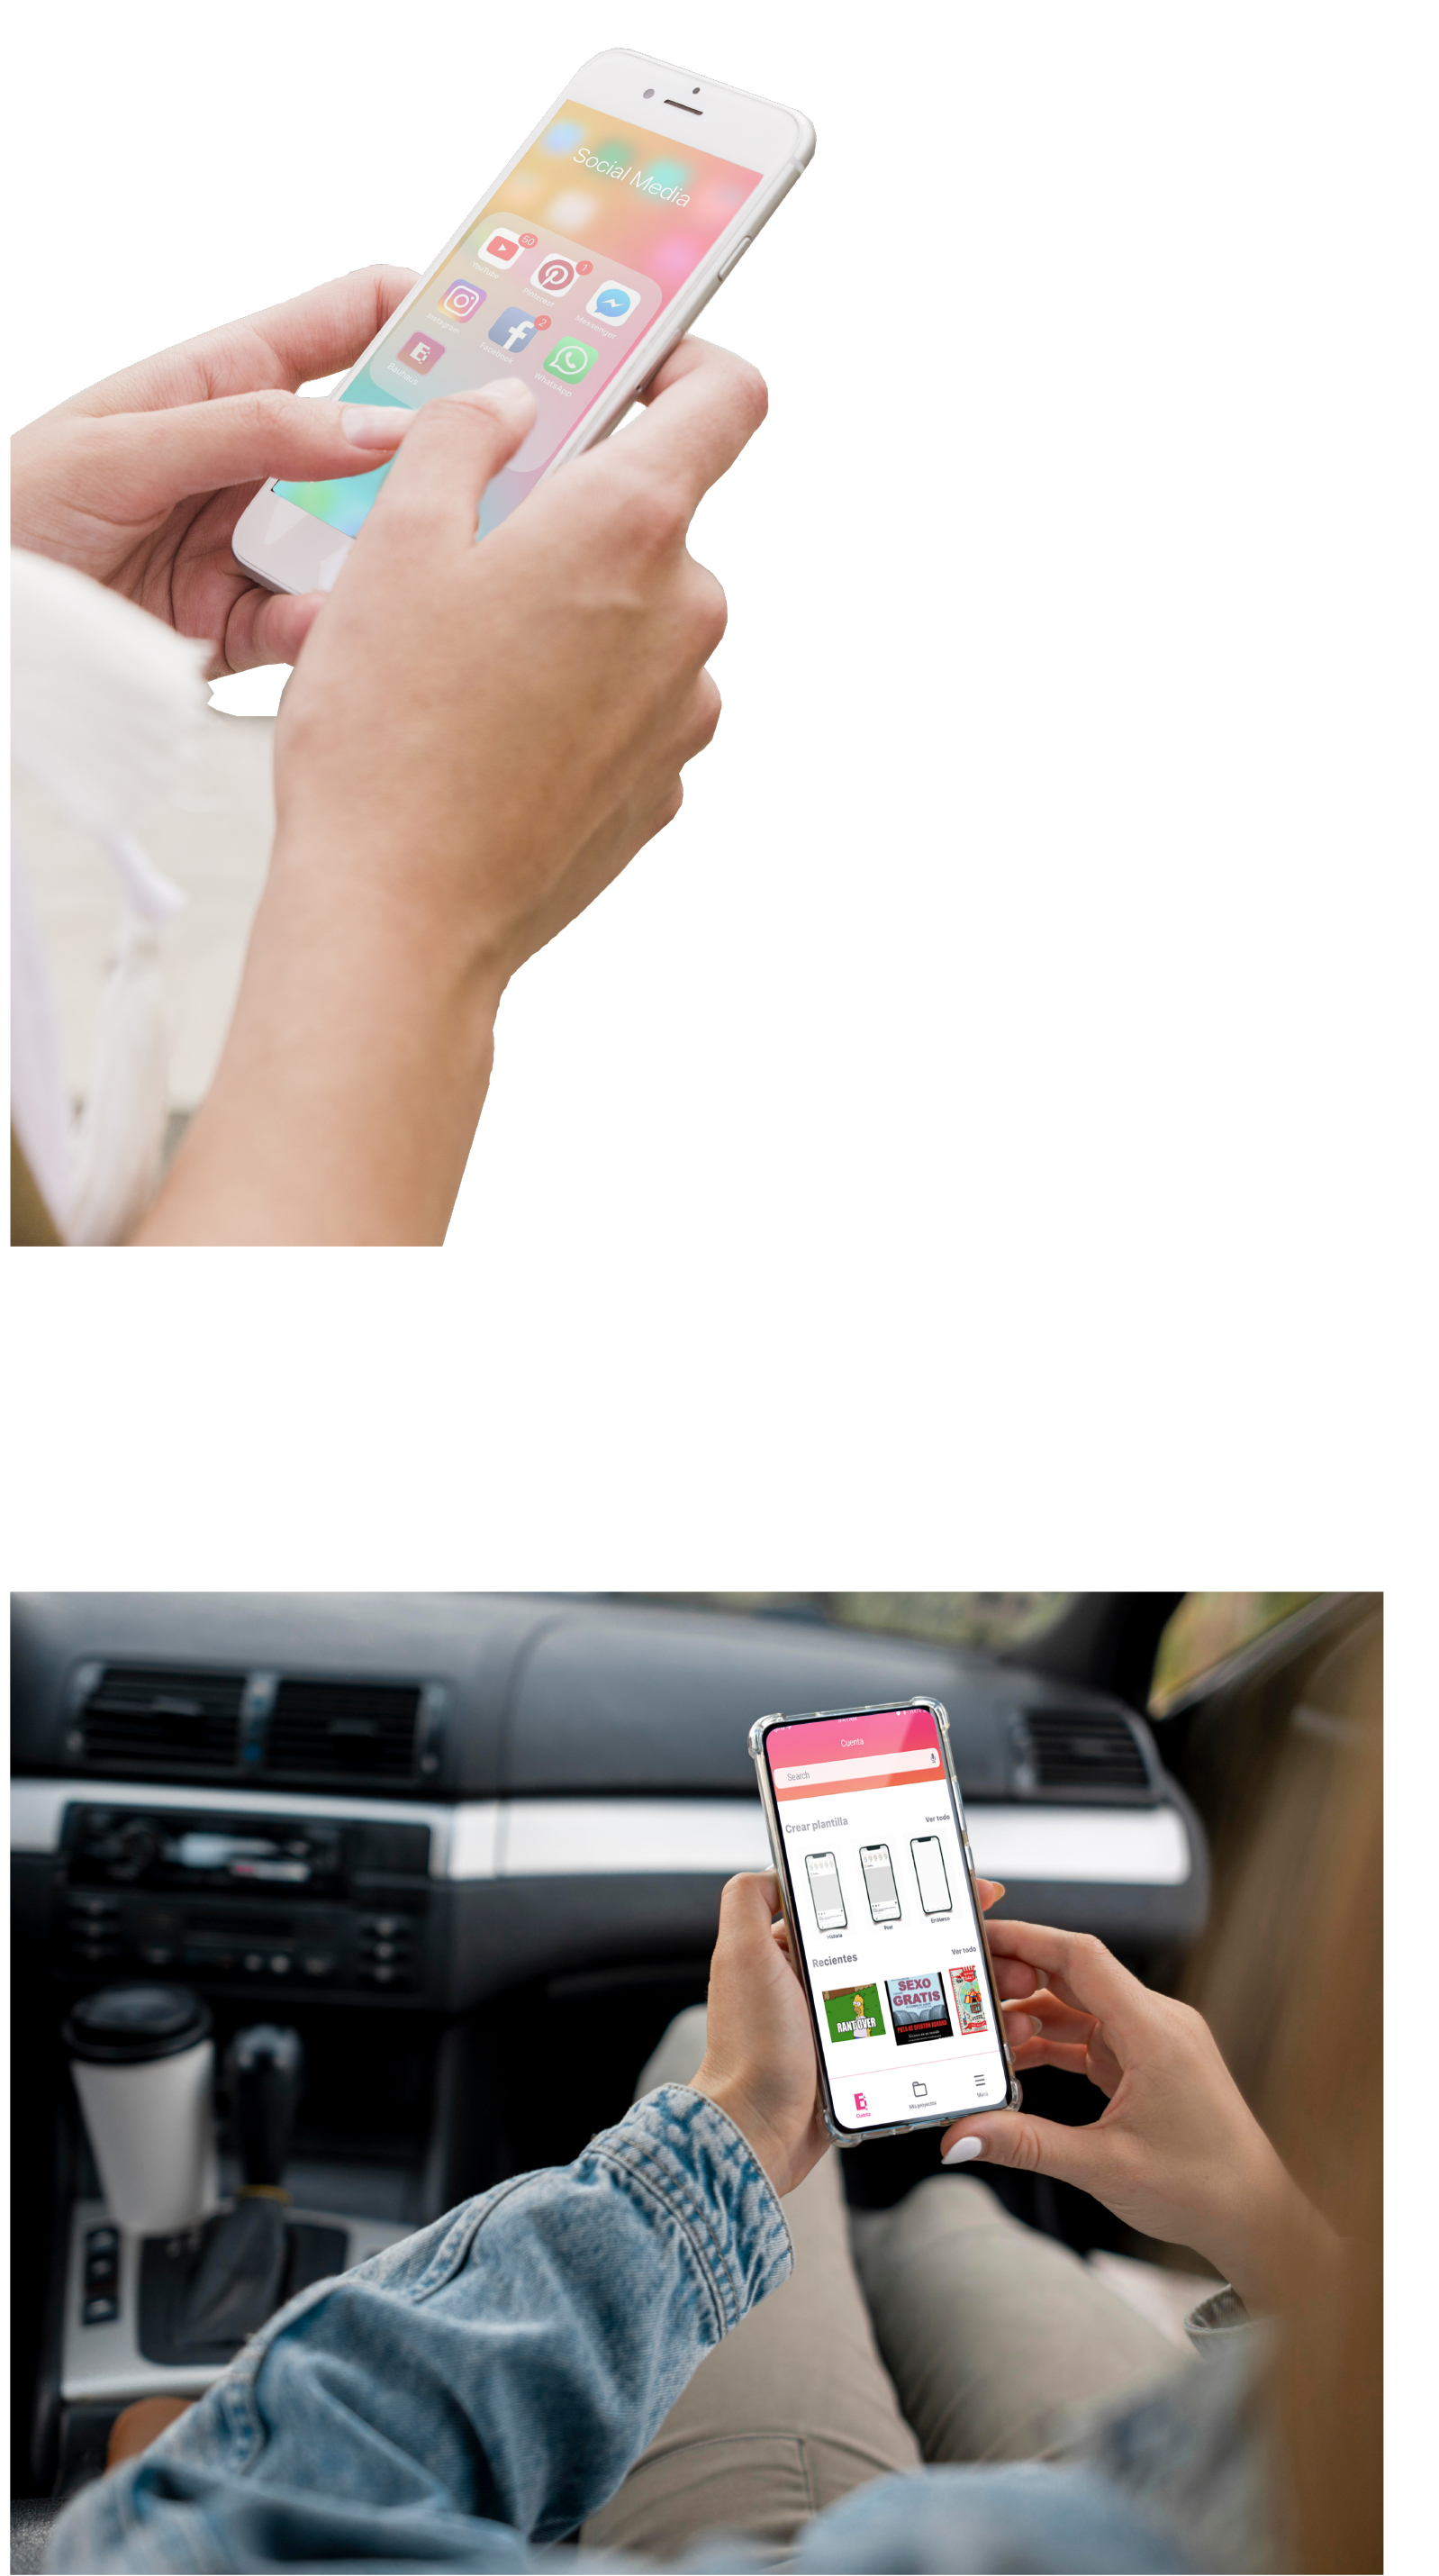 Social Media
50
1
YouTube
Pinterest
Messenger
2
Instagram
Facebook
WhatsApp
Bauhaus
Cuenta
Search
Crear plantilla
Ver todo
Historia
Post
En blanco
Recientes
Ver todo
RANT OVER
SEXO
GRATIS
Cuenta
Mis proyectos
Menú